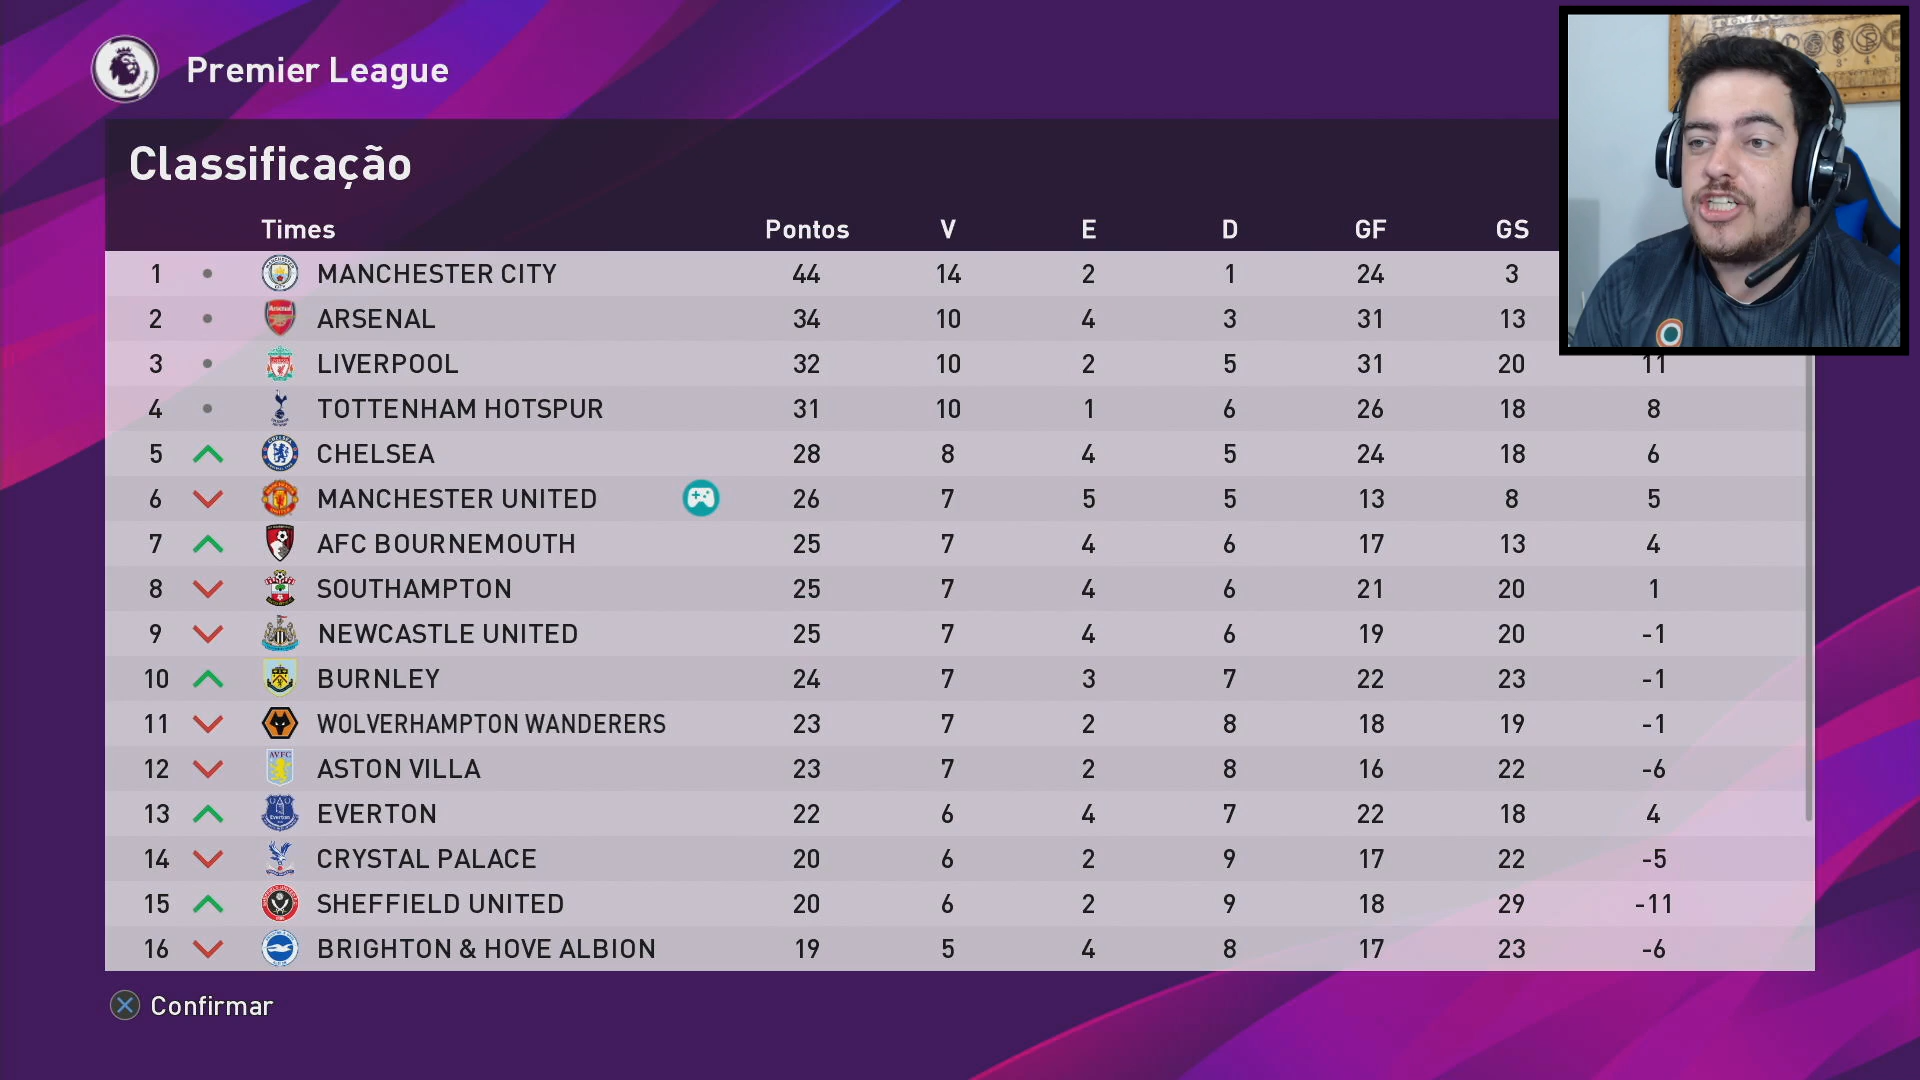 Premier League
Classificação
Times Pontos V E D GF GS
1 MANCHESTER CITY 44 14 2 1 24 3
2 ARSENAL 34 10 4 3 31 13
3 LIVERPOOL 32 10 2 5 31 20 11
4 TOTTENHAM HOTSPUR 31 10 1 6 26 18 8
5 CHELSEA 28 8 4 5 24 18 6
6 MANCHESTER UNITED 26 7 5 5 13 8 5
7 AFC BOURNEMOUTH 25 7 4 6 17 13 4
8 SOUTHAMPTON 25 7 4 6 21 20 1
9 NEWCASTLE UNITED 25 7 4 6 19 20 -1
10 BURNLEY 24 7 3 7 22 23 -1
11 WOLVERHAMPTON WANDERERS 23 7 2 8 18 19 -1
12 ASTON VILLA 23 7 2 8 16 22 -6
13 EVERTON 22 6 4 7 22 18 4
14 CRYSTAL PALACE 20 6 2 9 17 22 -5
15 SHEFFIELD UNITED 20 6 2 9 18 29 -11
16 BRIGHTON & HOVE ALBION 19 5 4 8 17 23 -6
Confirmar